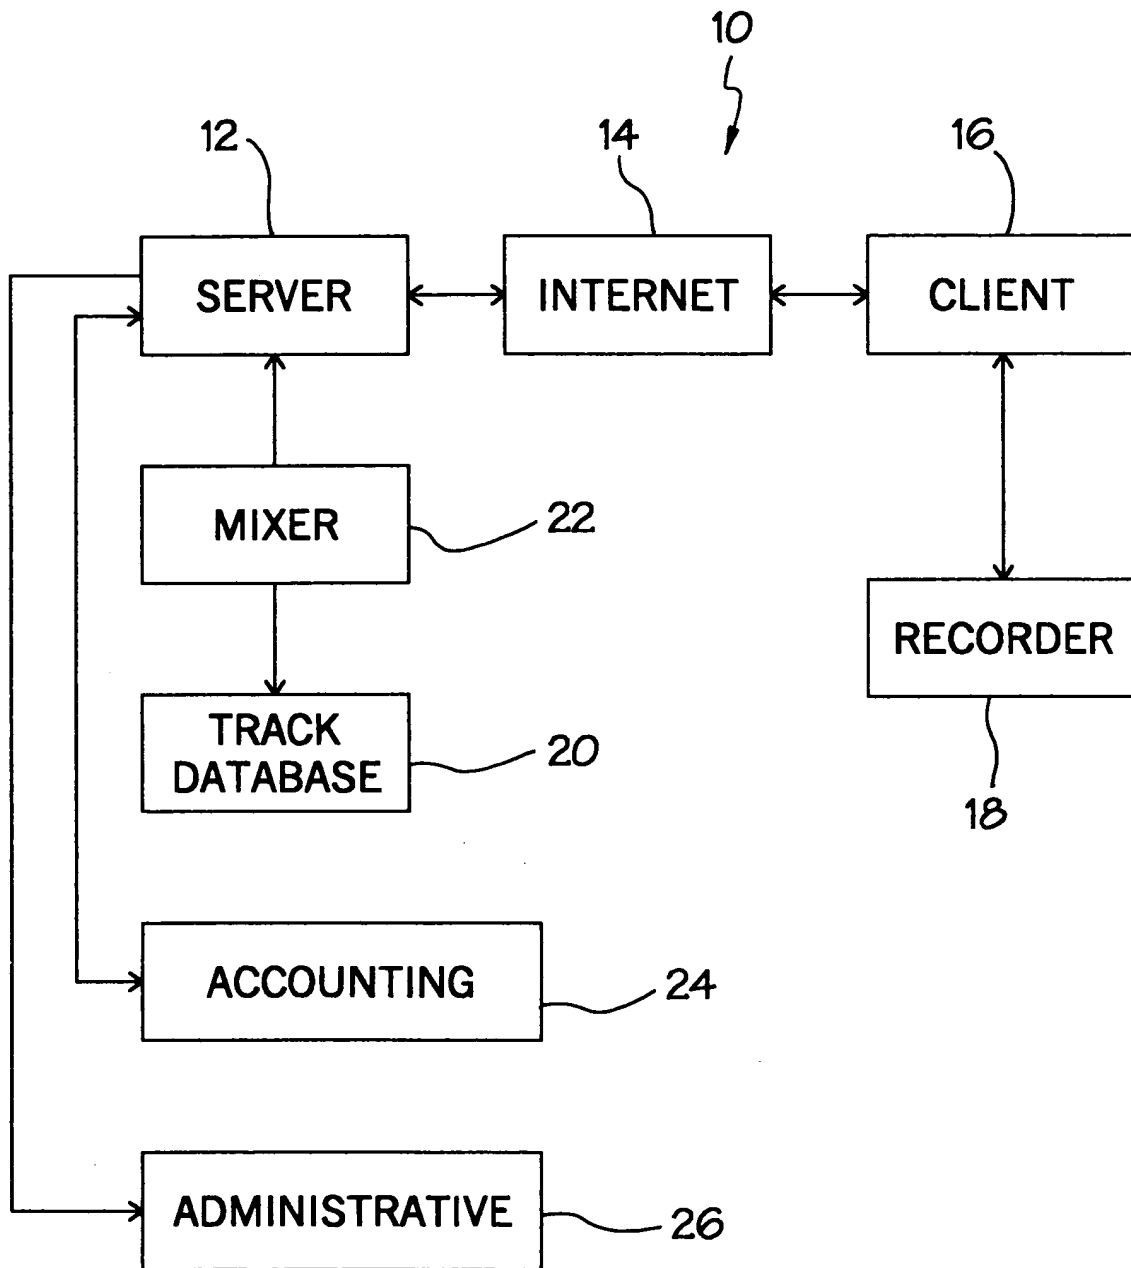 10
12
14
16
SERVER
INTERNET
CLIENT
MIXER
22
RECORDER
TRACK
DATABASE
20
18
ACCOUNTING
24
ADMINISTRATIVE
26